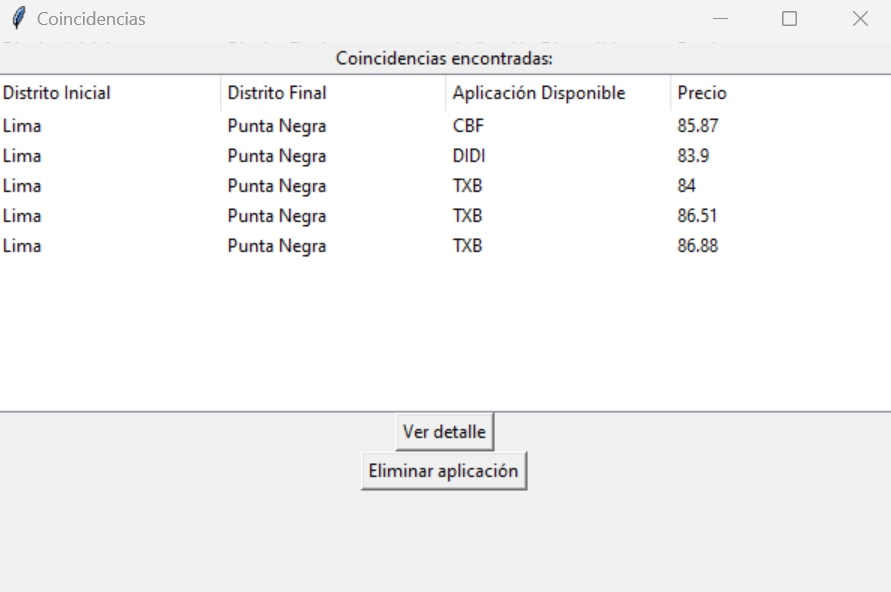 Coincidencias
Coincidencias encontradas:
Distrito Inicial Distrito Final Aplicación Disponible Precio
Lima Punta Negra CBF 85.87
Lima Punta Negra DIDI 83.9
Lima Punta Negra TXB 84
Lima Punta Negra TXB 86.51
Lima Punta Negra TXB 86.88
Ver detalle
Eliminar aplicación